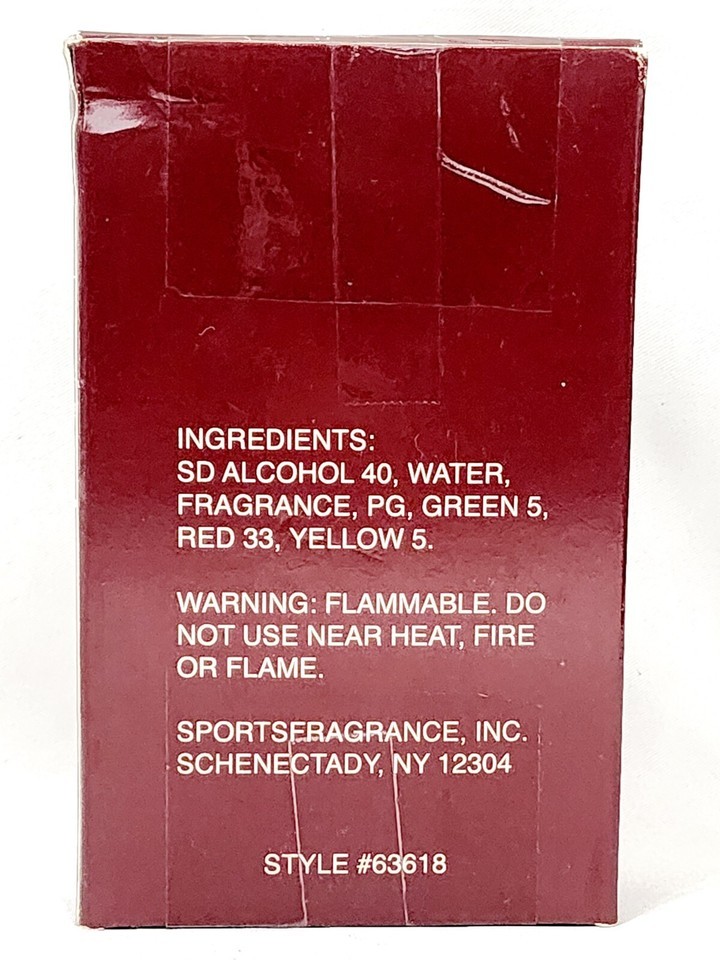 INGREDIENTS:
SD ALCOHOL 40, WATER,
FRAGRANCE, PG, GREEN 5,
RED 33, YELLOW 5.
WARNING: FLAMMABLE. DO
NOT USE NEAR HEAT, FIRE
OR FLAME.
SPORTSFRAGRANCE, INC.
SCHENECTADY, NY 12304
STYLE #63618